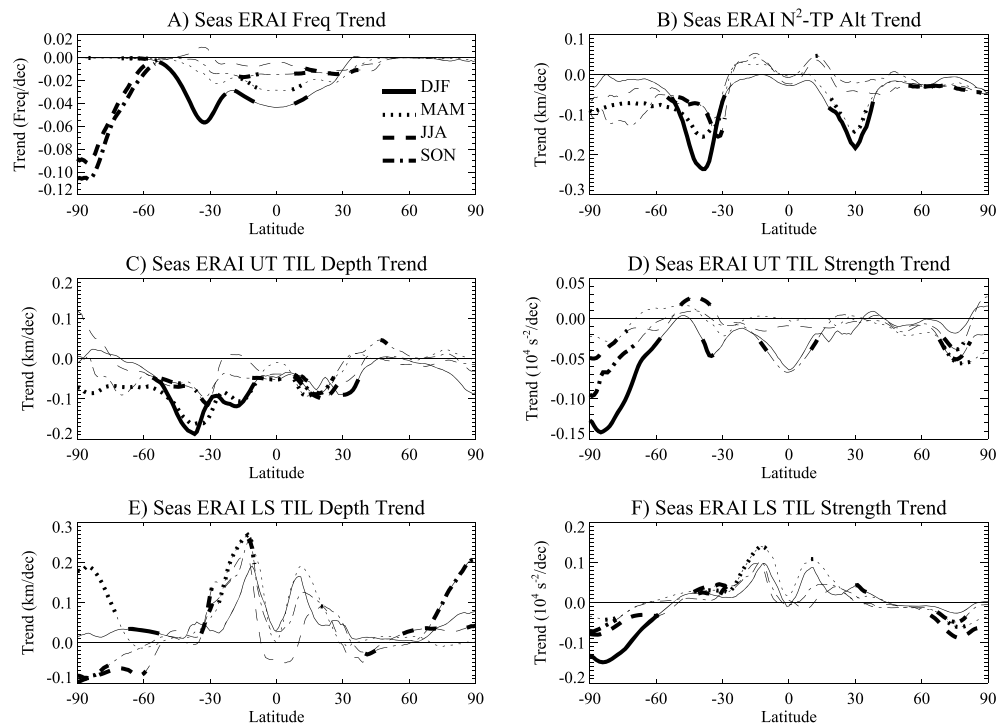 A) Seas ERAI Freq Trend
Trend (Freq/dec)
0.02
0.00
-0.02
-0.04
-0.06
-0.08
-0.10
-0.12
DJF
MAM
JJA
SON
-90 -60 -30 0 30 60 90
Latitude
B) Seas ERAI N²-TP Alt Trend
Trend (km/dec)
0.1
0.0
-0.1
-0.2
-0.3
-90 -60 -30 0 30 60 90
Latitude
C) Seas ERAI UT TIL Depth Trend
Trend (km/dec)
0.2
0.1
0.0
-0.1
-0.2
-90 -60 -30 0 30 60 90
Latitude
D) Seas ERAI UT TIL Strength Trend
Trend (10⁴ s⁻²/dec)
0.05
0.00
-0.05
-0.10
-0.15
-90 -60 -30 0 30 60 90
Latitude
E) Seas ERAI LS TIL Depth Trend
Trend (km/dec)
0.3
0.2
0.1
0.0
-0.1
-90 -60 -30 0 30 60 90
Latitude
F) Seas ERAI LS TIL Strength Trend
Trend (10⁴ s⁻²/dec)
0.2
0.1
0.0
-0.1
-0.2
-90 -60 -30 0 30 60 90
Latitude